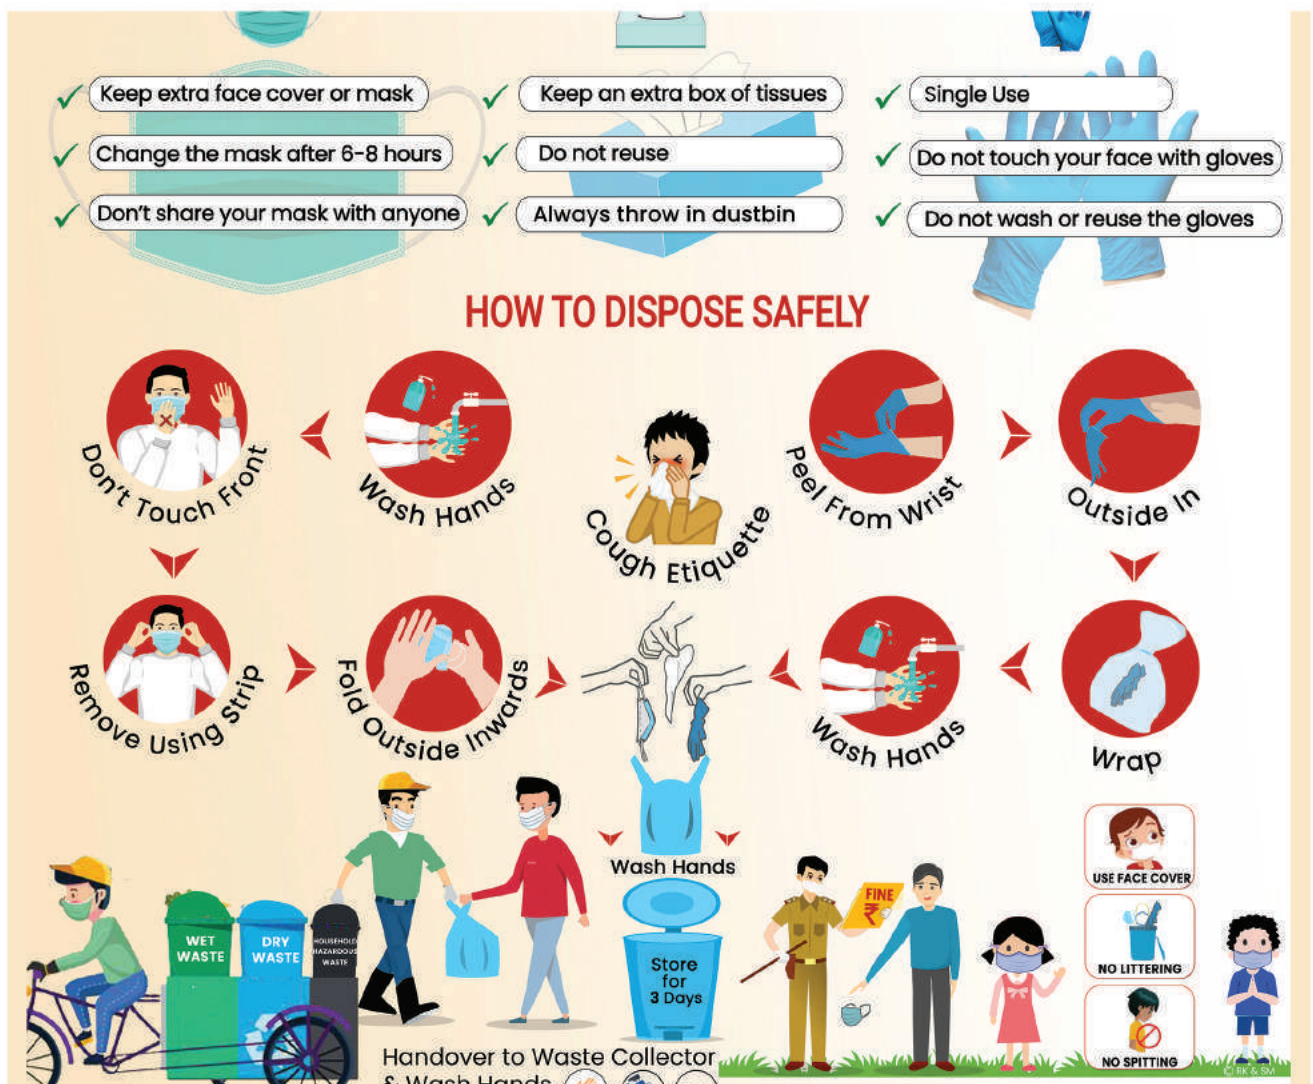 Keep extra face cover or mask
Change the mask after 6-8 hours
Don't share your mask with anyone
Keep an extra box of tissues
Do not reuse
Always throw in dustbin
Single Use
Do not touch your face with gloves
Do not wash or reuse the gloves
HOW TO DISPOSE SAFELY
Wash Hands
Don't Touch Front
Remove Using Strip
Fold Outside Inwards
Cough Etiquette
Peel From Wrist
Outside In
Wrap
Wash Hands
Wash Hands
Store
for
3 Days
WET
WASTE
DRY
WASTE
HOUSEHOLD
HAZARDOUS
WASTE
Handover to Waste Collector
& Wash Hands
FINE
₹
USE FACE COVER
NO LITTERING
NO SPITTING
© RK & SM